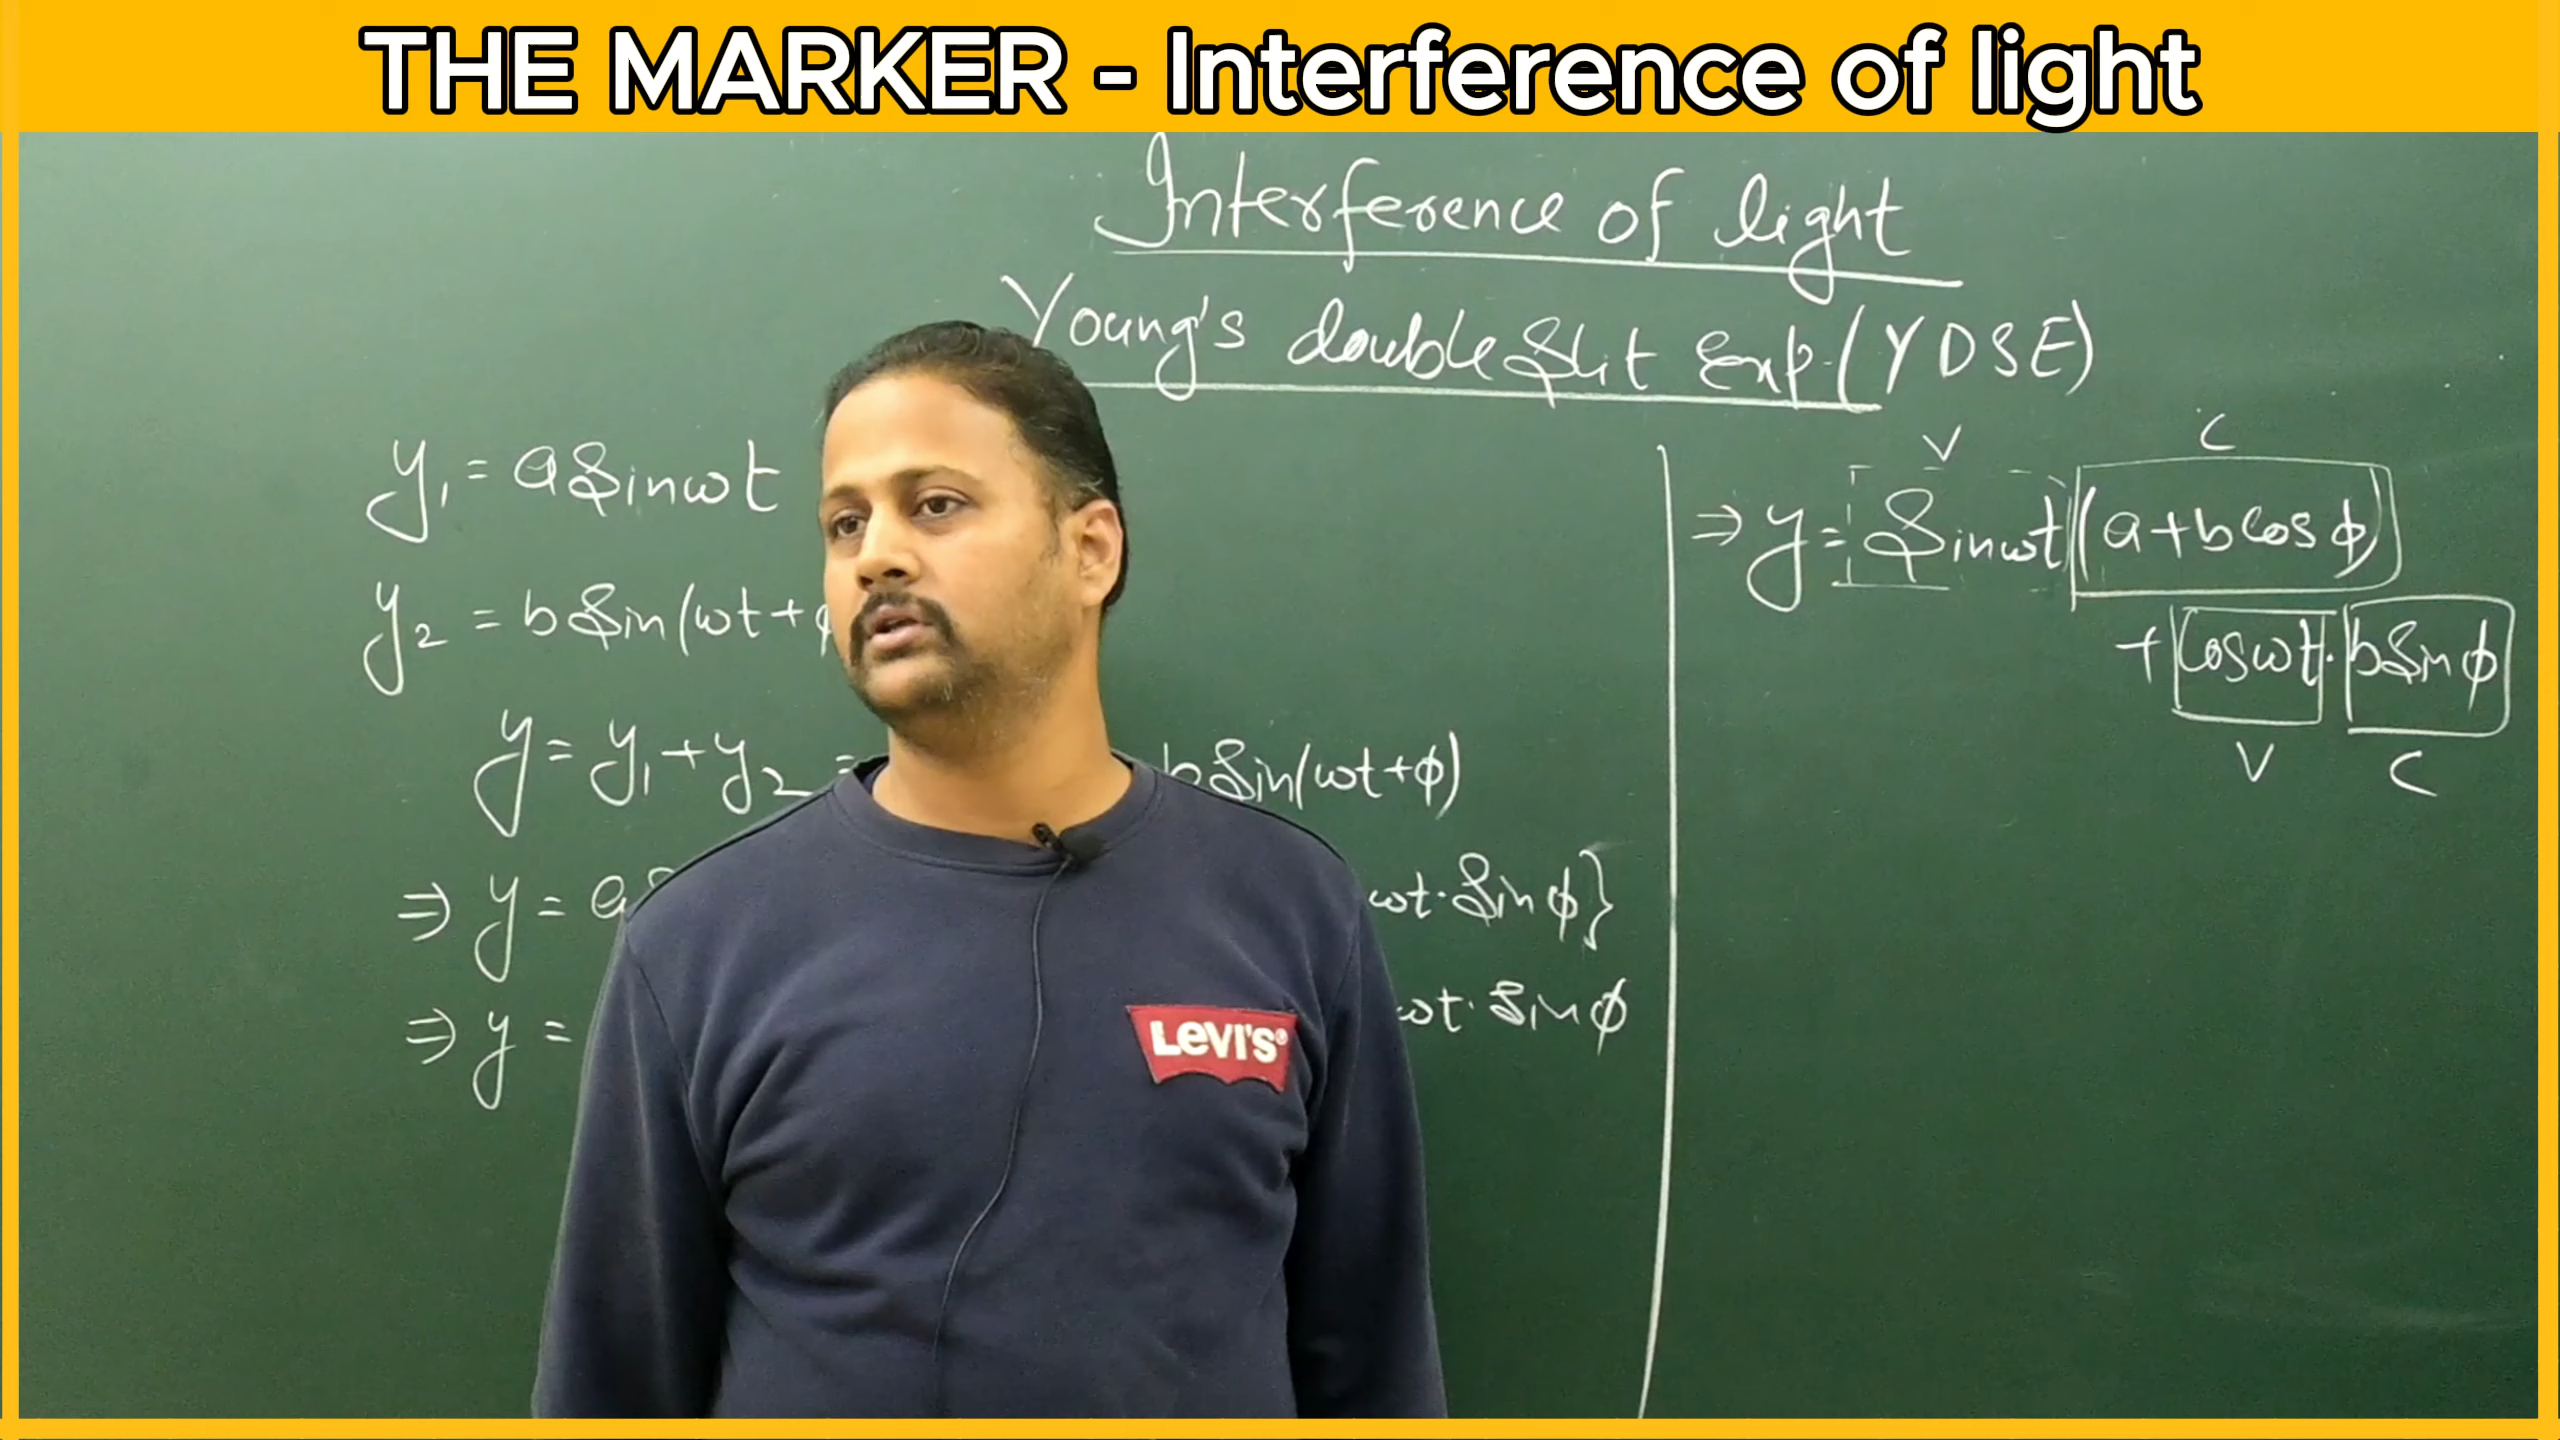 THE MARKER - Interference of light
Interference of light
Young's double Slit Exp. (YDSE)
y₁ = a Sinωt
y₂ = b Sin(ωt+
y = y₁ + y₂ = b Sin(ωt+ϕ)
⇒ y = a ωt. Sin ϕ}
⇒ y = ωt. Sin ϕ
V C
⇒ y = Sinωt (a + b cos ϕ)
+ cosωt. b Sin ϕ
V C
LEVI'S®